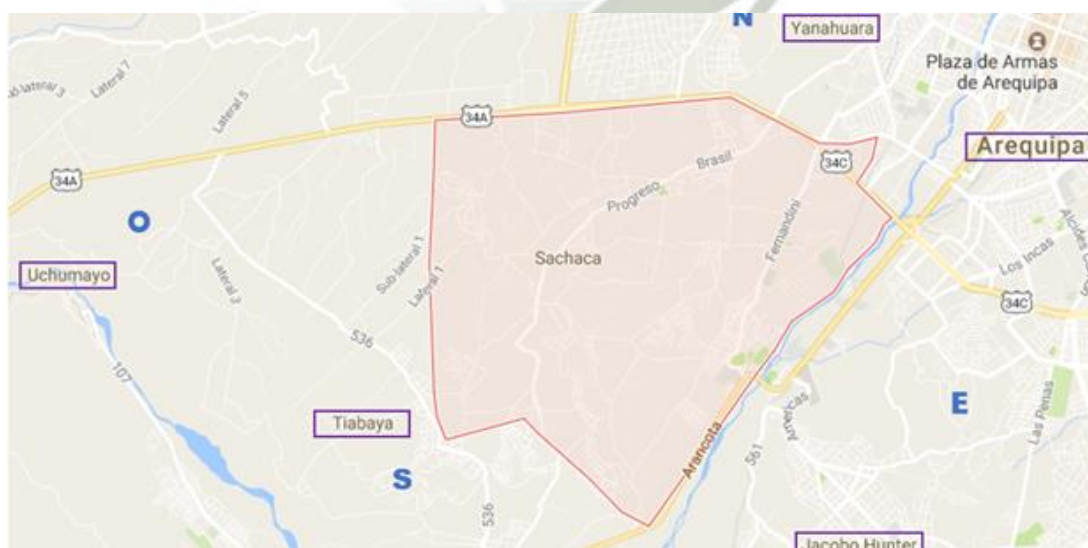 N
Yanahuara
Plaza de Armas
de Arequipa
Lateral 7
Lateral 5
34A
Arequipa
Brasil
34C
34A
Progreso
Fernandini
O
Sub-lateral 1
Sachaca
Los Incas
Uchumayo
Lateral 3
Lateral 1
34C
536
107
E
Tiabaya
Americas
Las Penas
Arancota
561
S
536
Jacobo Hunter